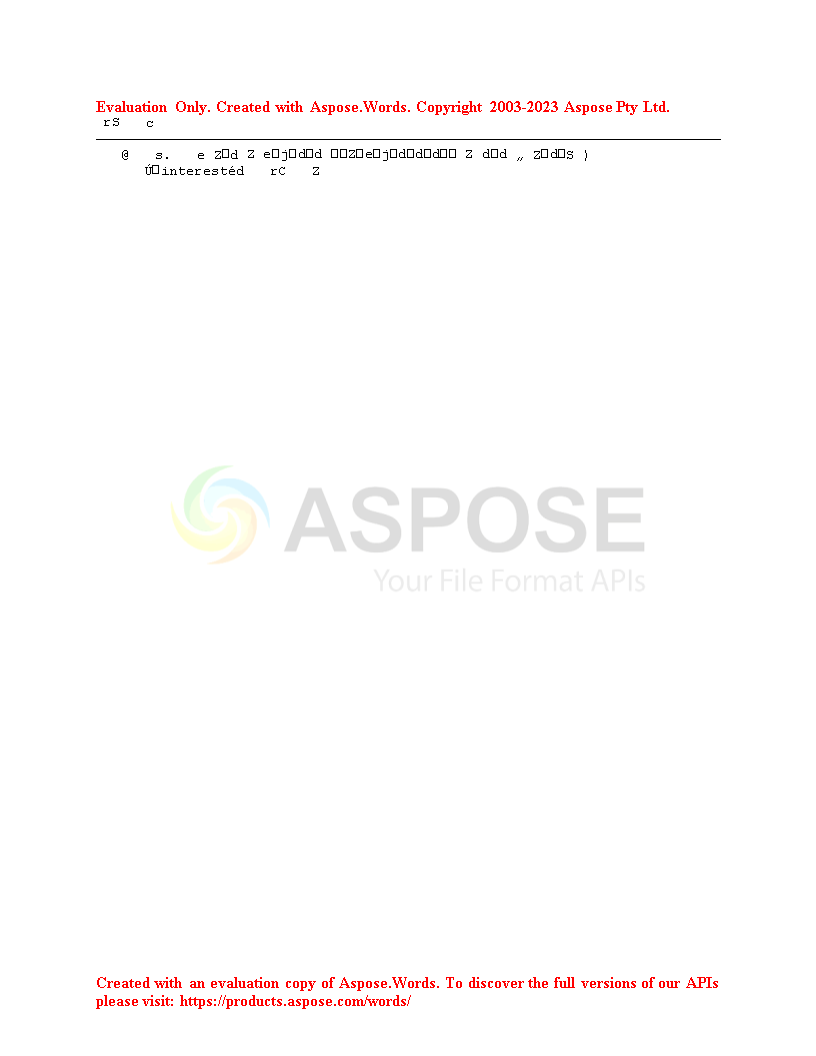 Evaluation Only. Created with Aspose.Words. Copyright 2003-2023 Aspose Pty Ltd.
rS c
@ s. e Z□d Z e□j□d□d □□Z□e□j□d□d□d□□ Z d□d „ Z□d□S )
Ú□interestéd rC Z
ASPOSE
Your File Format APIs
Created with an evaluation copy of Aspose.Words. To discover the full versions of our APIs
please visit: https://products.aspose.com/words/